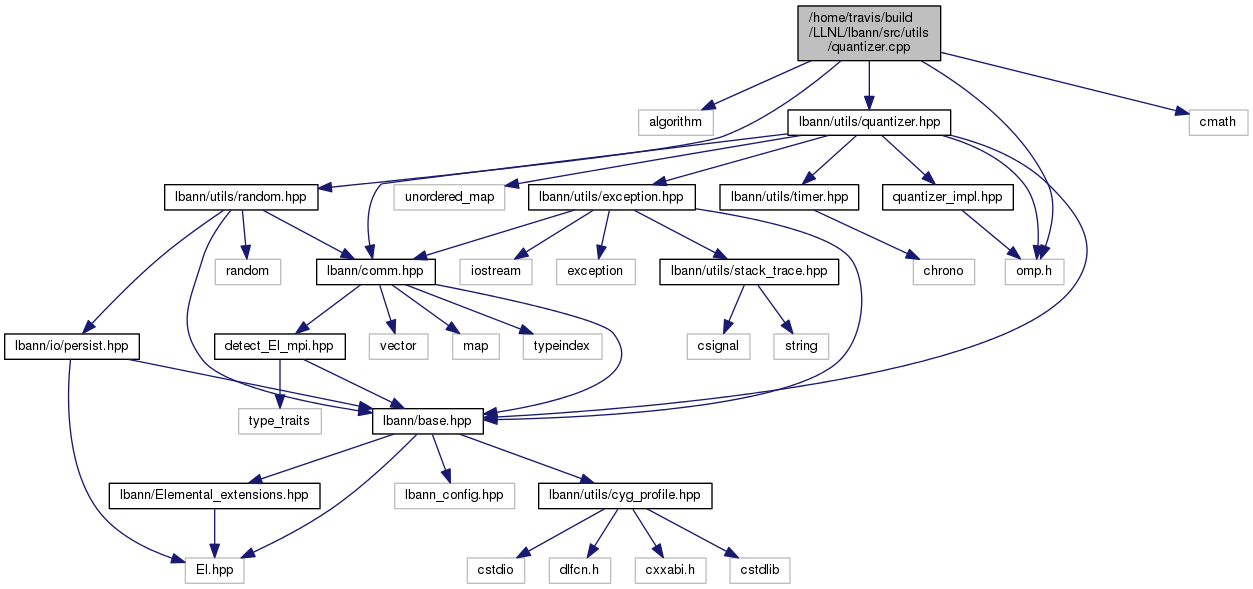 /home/travis/build
/LLNL/lbann/src/utils
/quantizer.cpp
algorithm
lbann/utils/quantizer.hpp
cmath
lbann/utils/random.hpp
unordered_map
lbann/utils/exception.hpp
lbann/utils/timer.hpp
quantizer_impl.hpp
random
lbann/comm.hpp
iostream
exception
lbann/utils/stack_trace.hpp
chrono
omp.h
lbann/io/persist.hpp
detect_El_mpi.hpp
vector
map
typeindex
csignal
string
type_traits
lbann/base.hpp
lbann/Elemental_extensions.hpp
lbann_config.hpp
lbann/utils/cyg_profile.hpp
El.hpp
cstdio
dlfcn.h
cxxabi.h
cstdlib